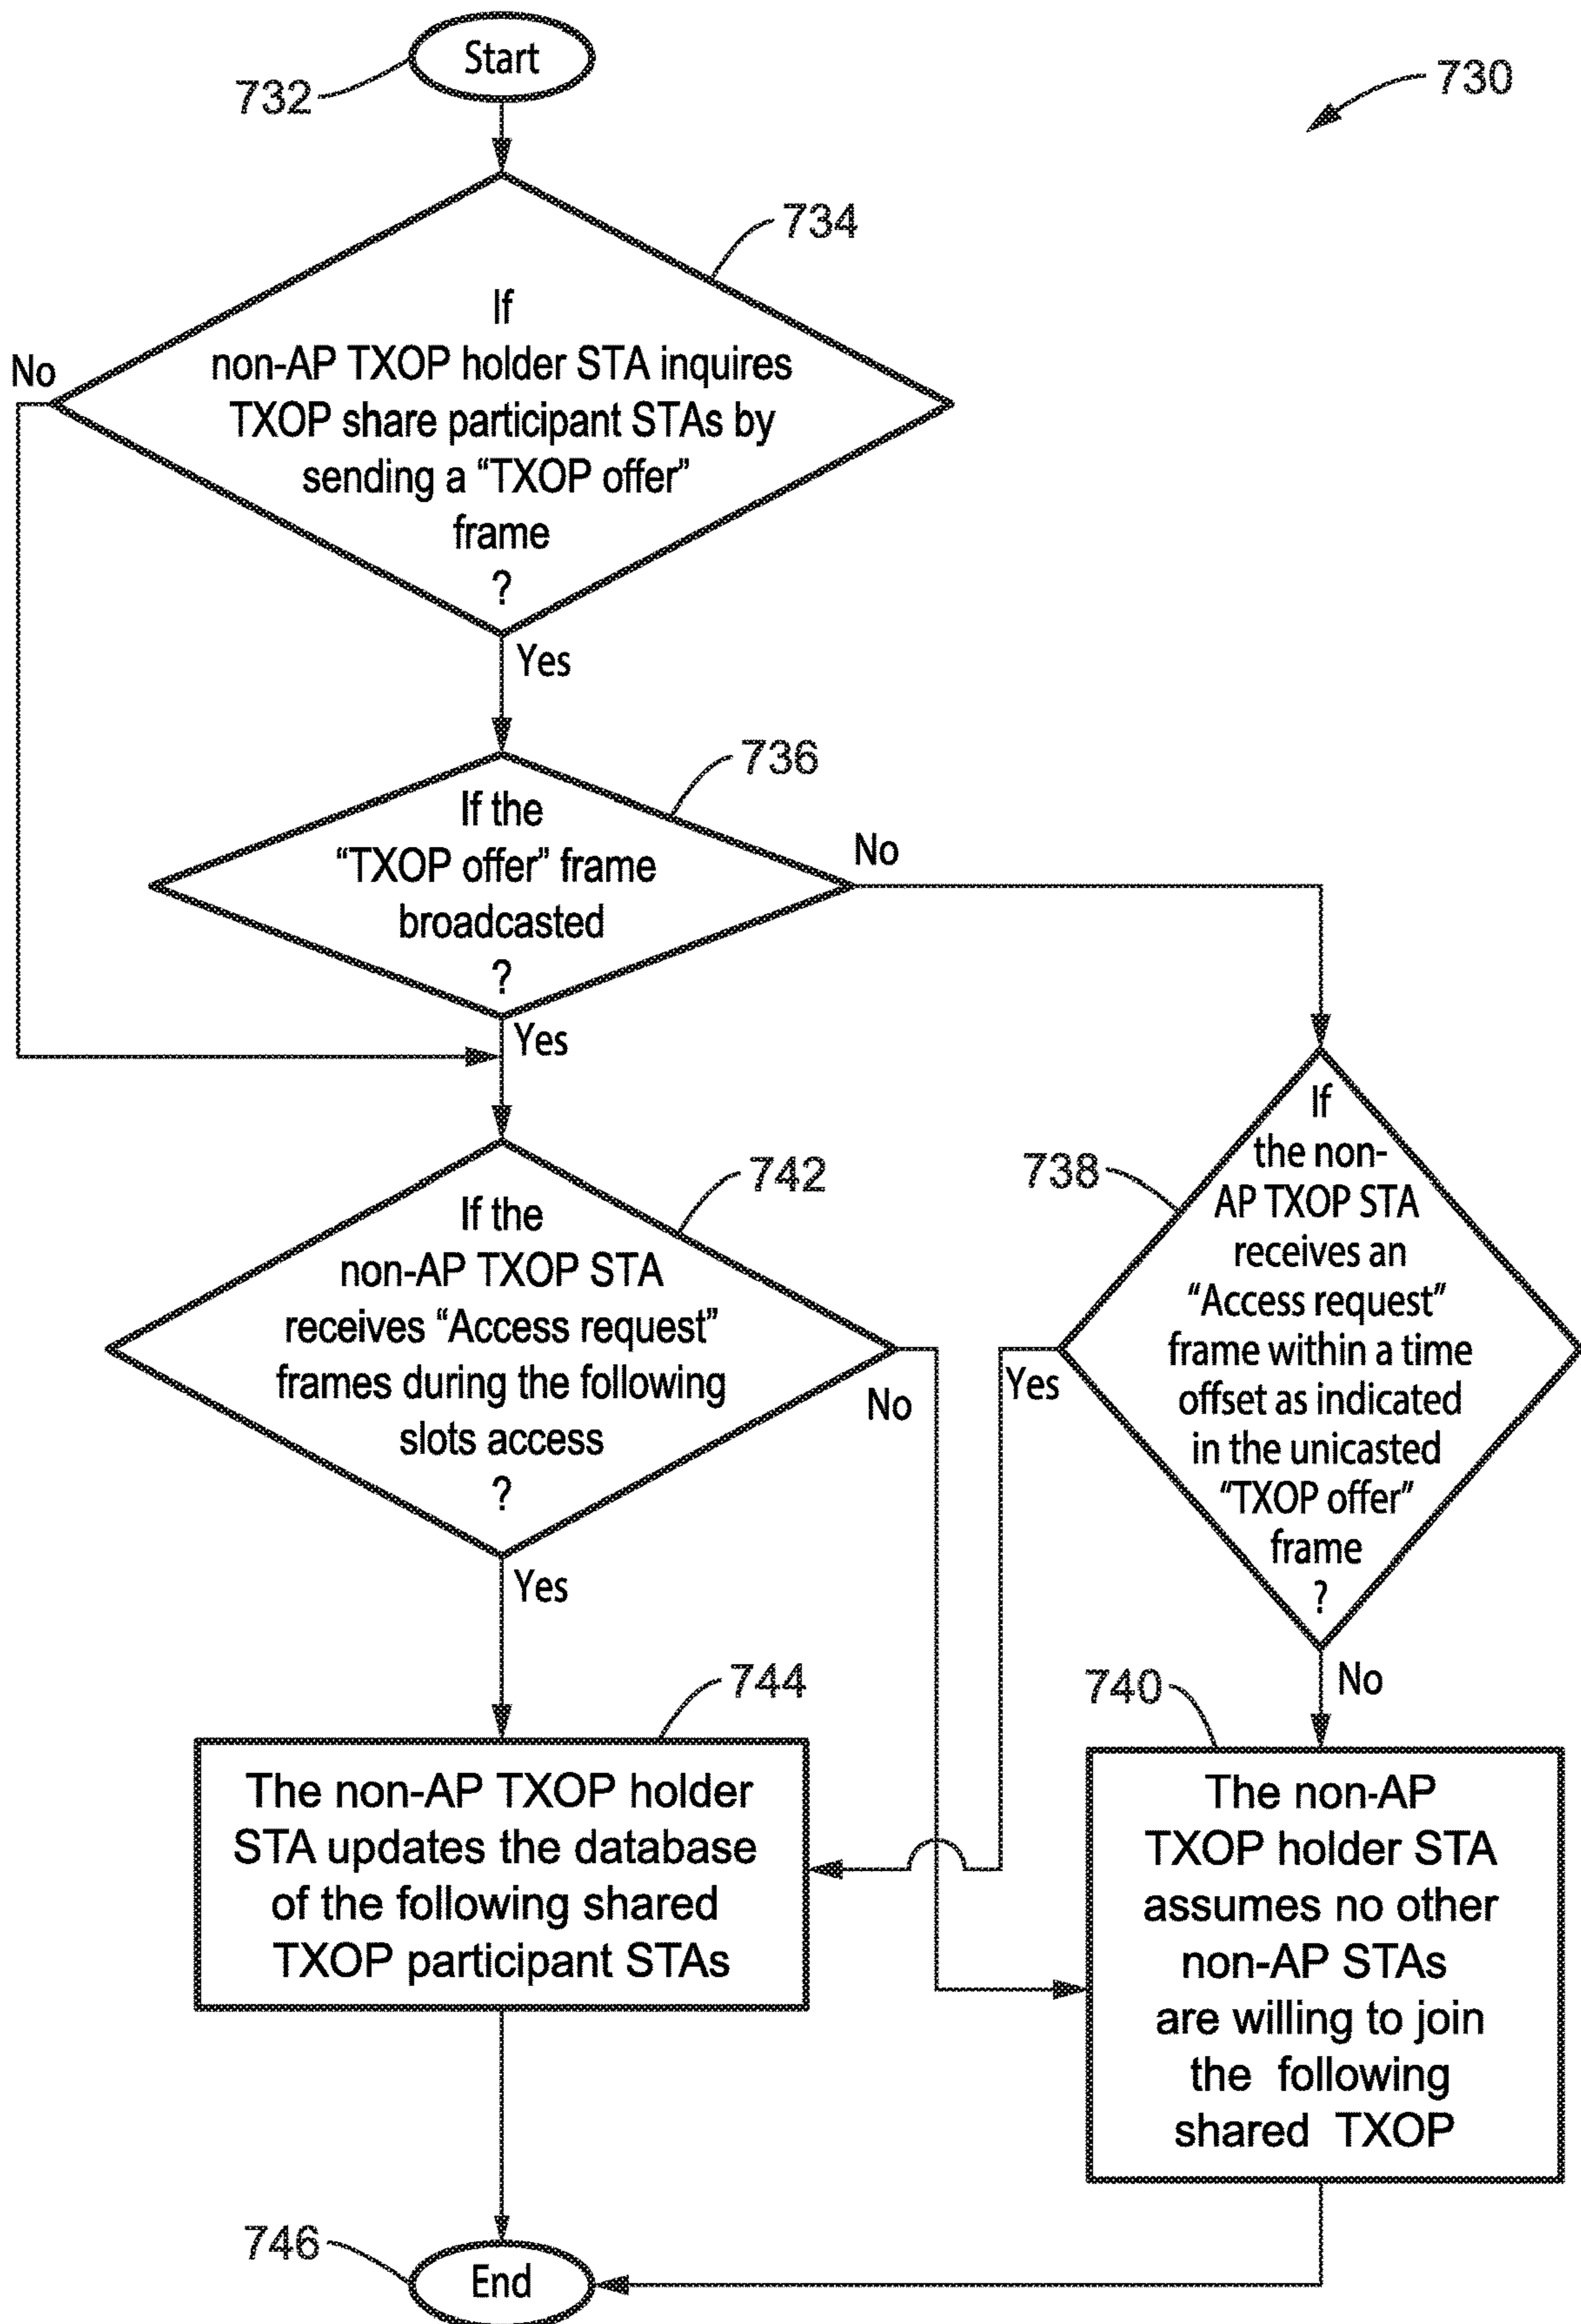 Start
732
730
734
If
non-AP TXOP holder STA inquires
TXOP share participant STAs by
sending a “TXOP offer”
frame
?
No
Yes
736
If the
“TXOP offer” frame
broadcasted
?
No
Yes
742
If the
non-AP TXOP STA
receives “Access request”
frames during the following
slots access
?
No
Yes
738
If
the non-
AP TXOP STA
receives an
“Access request”
frame within a time
offset as indicated
in the unicasted
“TXOP offer”
frame
?
Yes
No
744
The non-AP TXOP holder
STA updates the database
of the following shared
TXOP participant STAs
740
The non-AP
TXOP holder STA
assumes no other
non-AP STAs
are willing to join
the following
shared TXOP
746
End